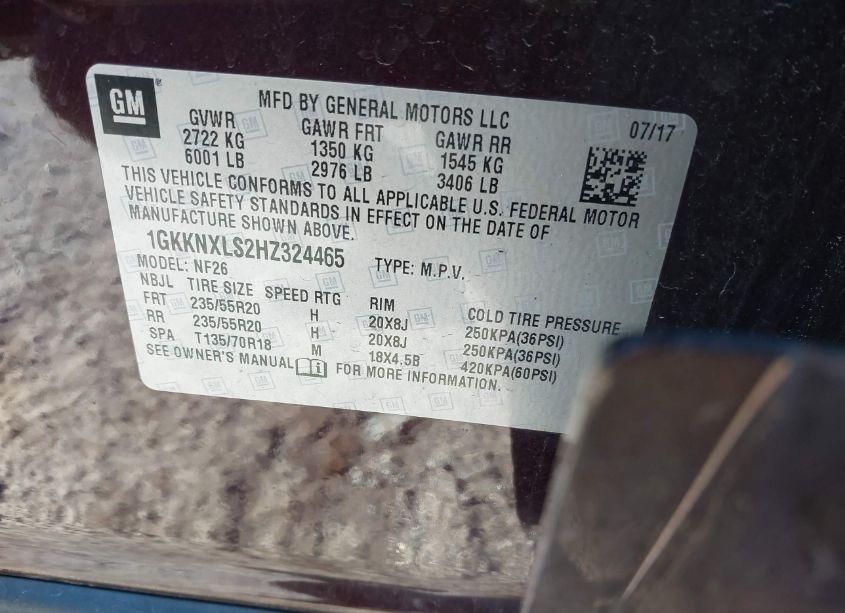 GM
MFD BY GENERAL MOTORS LLC 07/17
GVWR GAWR FRT GAWR RR
2722 KG 1350 KG 1545 KG
6001 LB 2976 LB 3406 LB
THIS VEHICLE CONFORMS TO ALL APPLICABLE U.S. FEDERAL MOTOR
VEHICLE SAFETY STANDARDS IN EFFECT ON THE DATE OF
MANUFACTURE SHOWN ABOVE.
1GKKNXLS2HZ324465 TYPE: M.P.V.
MODEL: NF26
NBJL TIRE SIZE SPEED RTG RIM COLD TIRE PRESSURE
FRT 235/55R20 H 20X8J 250KPA(36PSI)
RR 235/55R20 H 20X8J 250KPA(36PSI)
SPA T135/70R18 M 18X4.5B 420KPA(60PSI)
SEE OWNER'S MANUAL FOR MORE INFORMATION.